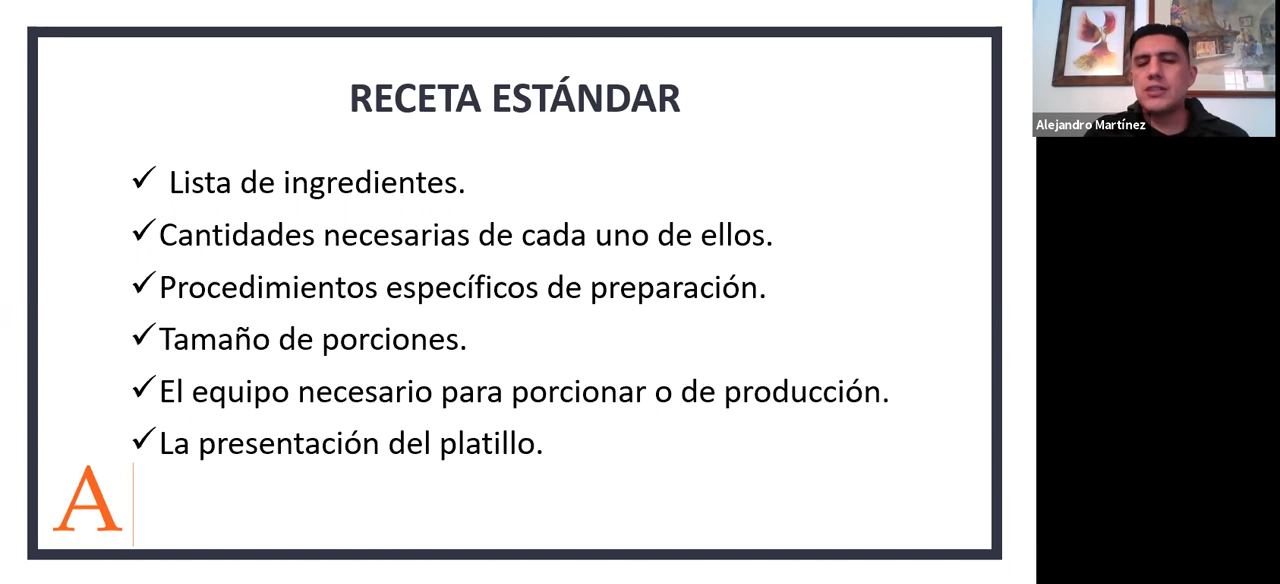 RECETA ESTÁNDAR
✓ Lista de ingredientes.
✓Cantidades necesarias de cada uno de ellos.
✓Procedimientos específicos de preparación.
✓Tamaño de porciones.
✓El equipo necesario para porcionar o de producción.
✓La presentación del platillo.
A
Alejandro Martínez